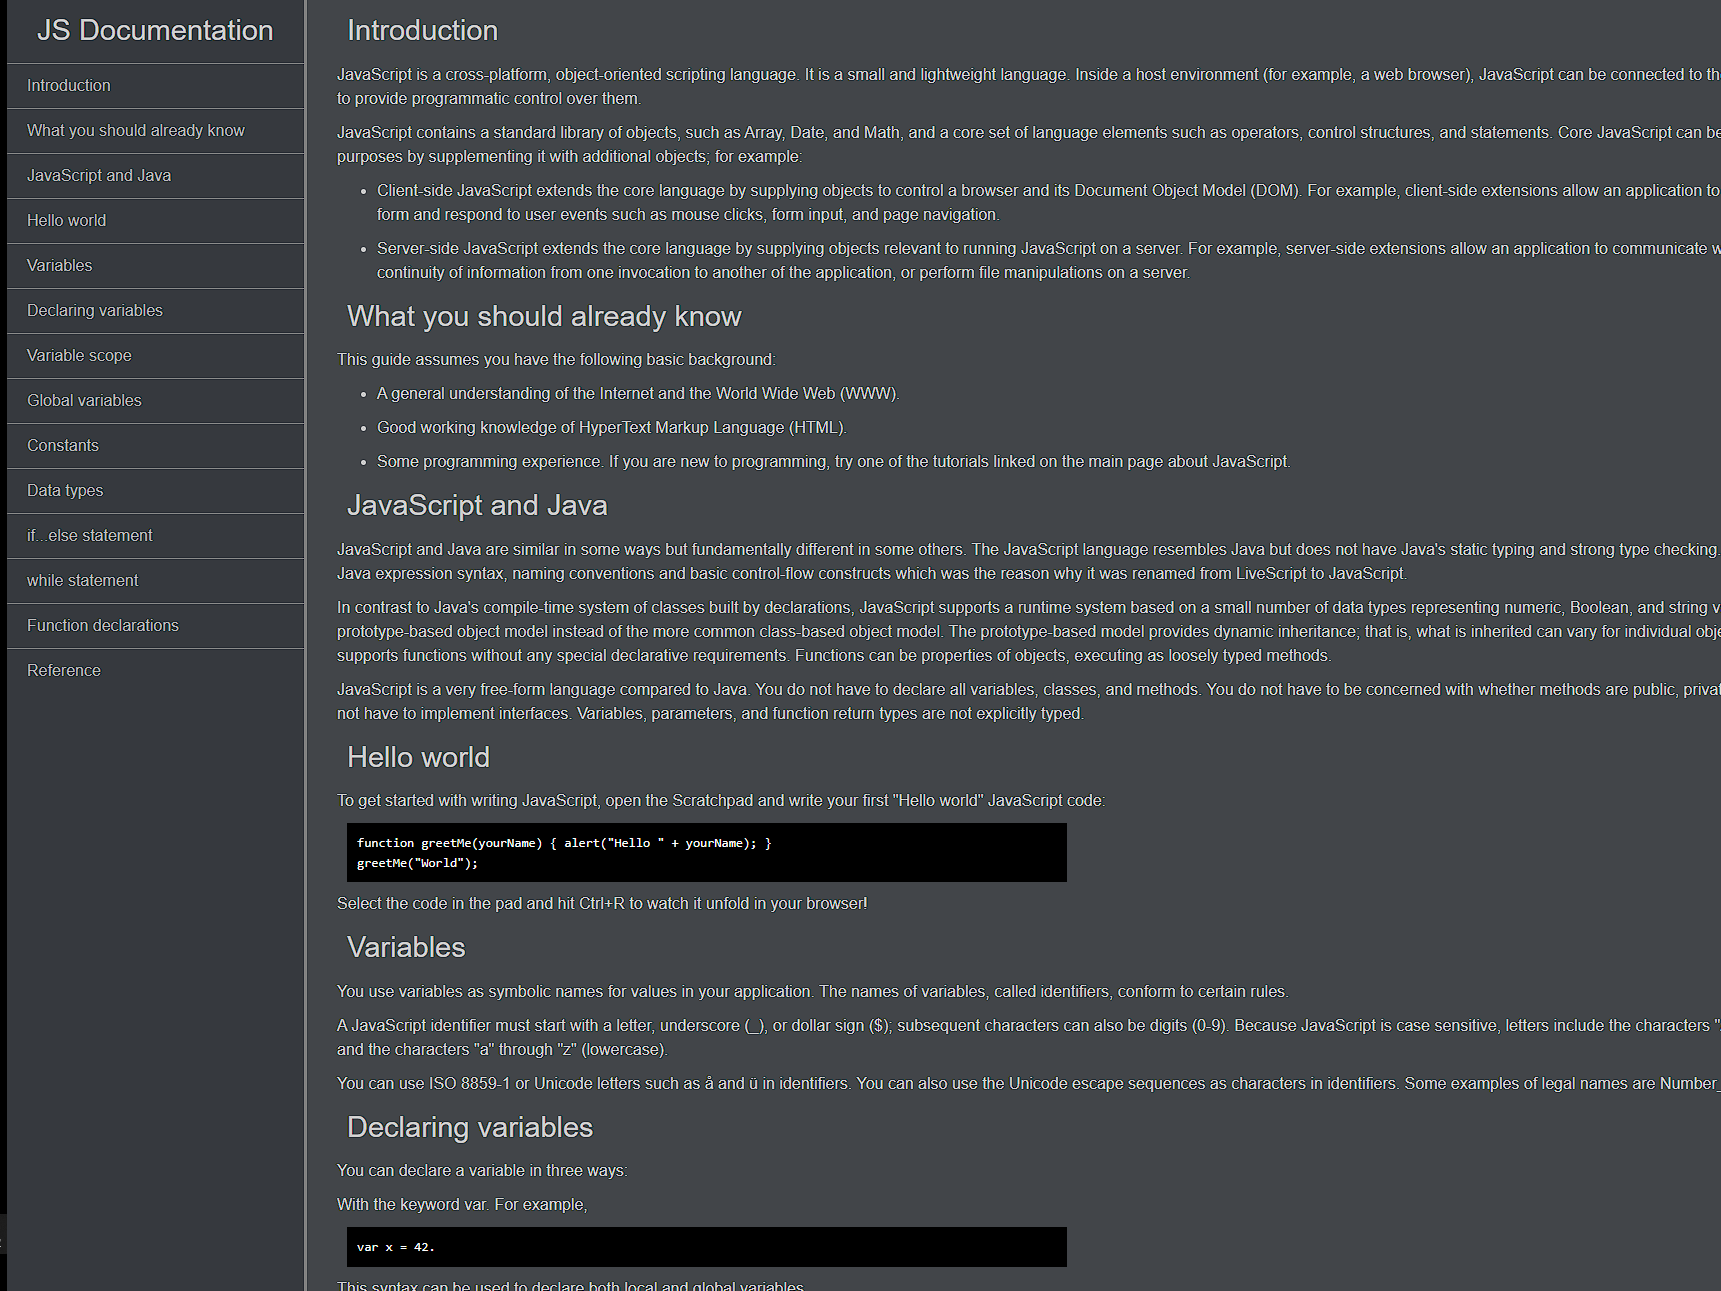 JS Documentation
Introduction
What you should already know
JavaScript and Java
Hello world
Variables
Declaring variables
Variable scope
Global variables
Constants
Data types
if...else statement
while statement
Function declarations
Reference
Introduction
JavaScript is a cross-platform, object-oriented scripting language. It is a small and lightweight language. Inside a host environment (for example, a web browser), JavaScript can be connected to th
to provide programmatic control over them.
JavaScript contains a standard library of objects, such as Array, Date, and Math, and a core set of language elements such as operators, control structures, and statements. Core JavaScript can be
purposes by supplementing it with additional objects; for example:
• Client-side JavaScript extends the core language by supplying objects to control a browser and its Document Object Model (DOM). For example, client-side extensions allow an application to
form and respond to user events such as mouse clicks, form input, and page navigation.
• Server-side JavaScript extends the core language by supplying objects relevant to running JavaScript on a server. For example, server-side extensions allow an application to communicate w
continuity of information from one invocation to another of the application, or perform file manipulations on a server.
What you should already know
This guide assumes you have the following basic background:
• A general understanding of the Internet and the World Wide Web (WWW).
• Good working knowledge of HyperText Markup Language (HTML).
• Some programming experience. If you are new to programming, try one of the tutorials linked on the main page about JavaScript.
JavaScript and Java
JavaScript and Java are similar in some ways but fundamentally different in some others. The JavaScript language resembles Java but does not have Java's static typing and strong type checking.
Java expression syntax, naming conventions and basic control-flow constructs which was the reason why it was renamed from LiveScript to JavaScript.
In contrast to Java's compile-time system of classes built by declarations, JavaScript supports a runtime system based on a small number of data types representing numeric, Boolean, and string v
prototype-based object model instead of the more common class-based object model. The prototype-based model provides dynamic inheritance; that is, what is inherited can vary for individual obje
supports functions without any special declarative requirements. Functions can be properties of objects, executing as loosely typed methods.
JavaScript is a very free-form language compared to Java. You do not have to declare all variables, classes, and methods. You do not have to be concerned with whether methods are public, privat
not have to implement interfaces. Variables, parameters, and function return types are not explicitly typed.
Hello world
To get started with writing JavaScript, open the Scratchpad and write your first "Hello world" JavaScript code:
function greetMe(yourName) { alert("Hello " + yourName); }
greetMe("World");
Select the code in the pad and hit Ctrl+R to watch it unfold in your browser!
Variables
You use variables as symbolic names for values in your application. The names of variables, called identifiers, conform to certain rules.
A JavaScript identifier must start with a letter, underscore (_), or dollar sign ($); subsequent characters can also be digits (0-9). Because JavaScript is case sensitive, letters include the characters "
and the characters "a" through "z" (lowercase).
You can use ISO 8859-1 or Unicode letters such as å and ü in identifiers. You can also use the Unicode escape sequences as characters in identifiers. Some examples of legal names are Number_
Declaring variables
You can declare a variable in three ways:
With the keyword var. For example,
var x = 42.
This syntax can be used to declare both local and global variables.